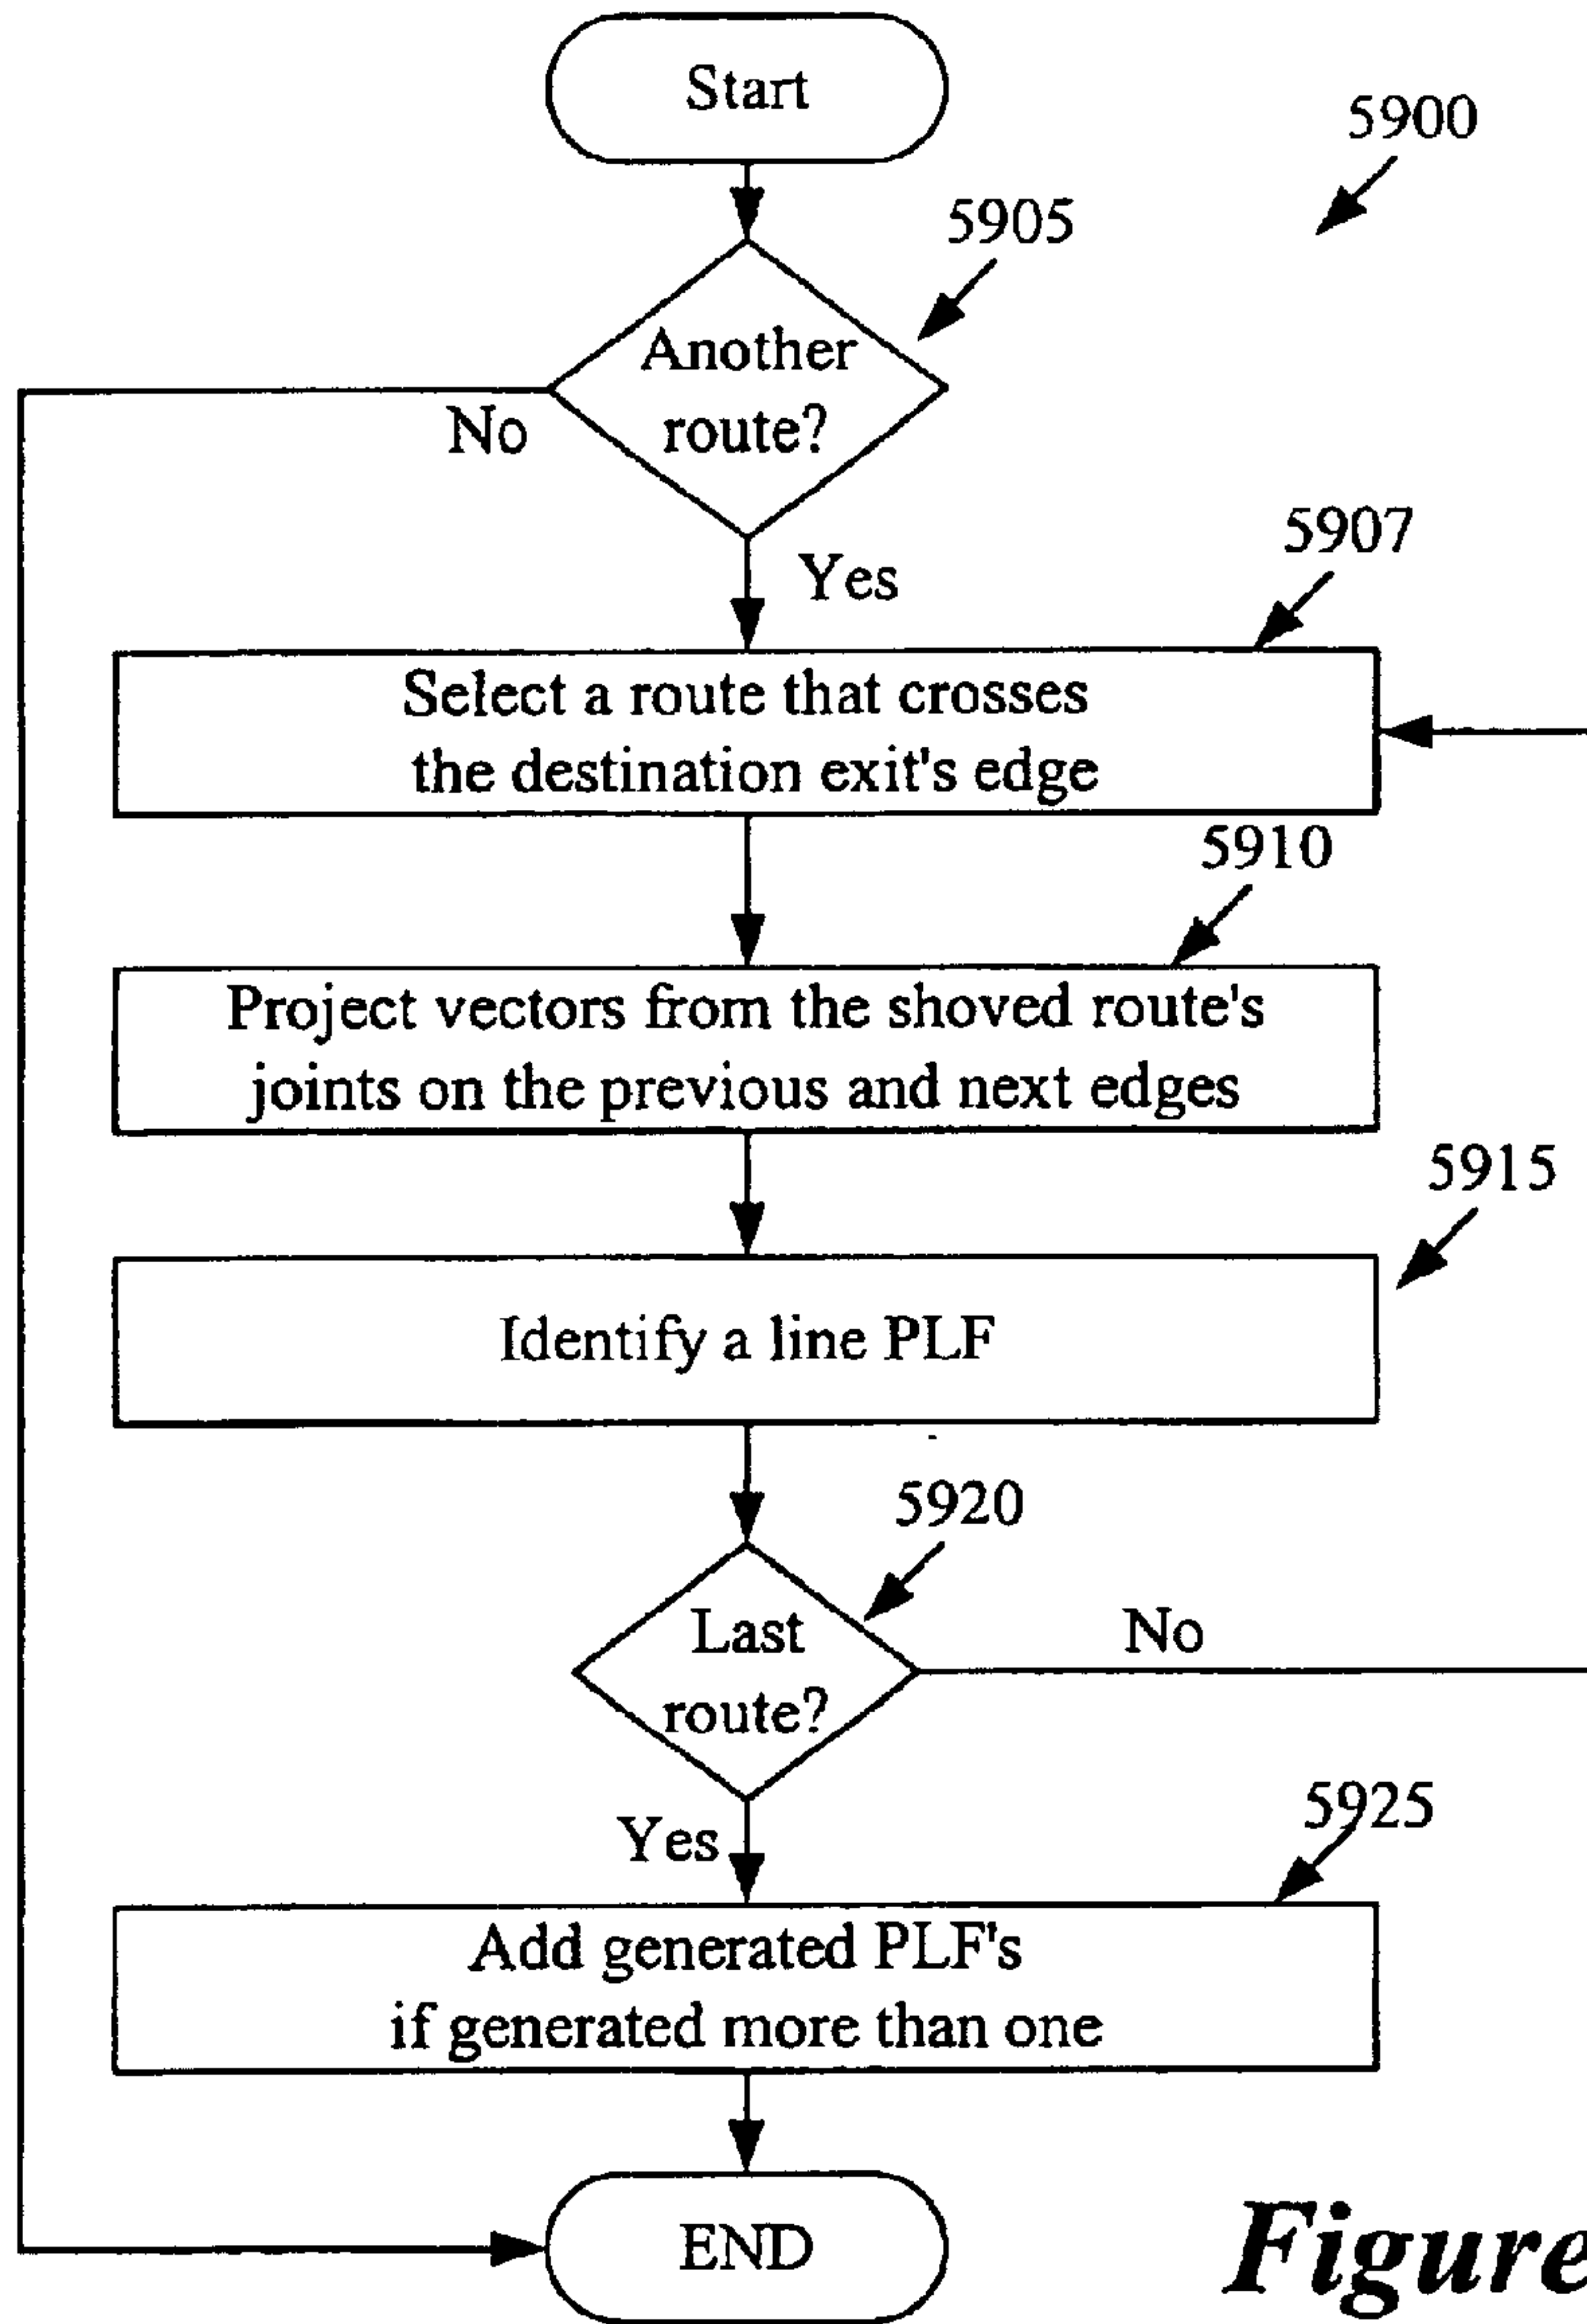 Start
5900
5905
Another
route?
No
Yes
5907
Select a route that crosses
the destination exit's edge
5910
Project vectors from the shoved route's
joints on the previous and next edges
5915
Identify a line PLF
5920
Last
route?
No
Yes
5925
Add generated PLF's
if generated more than one
END
Figure